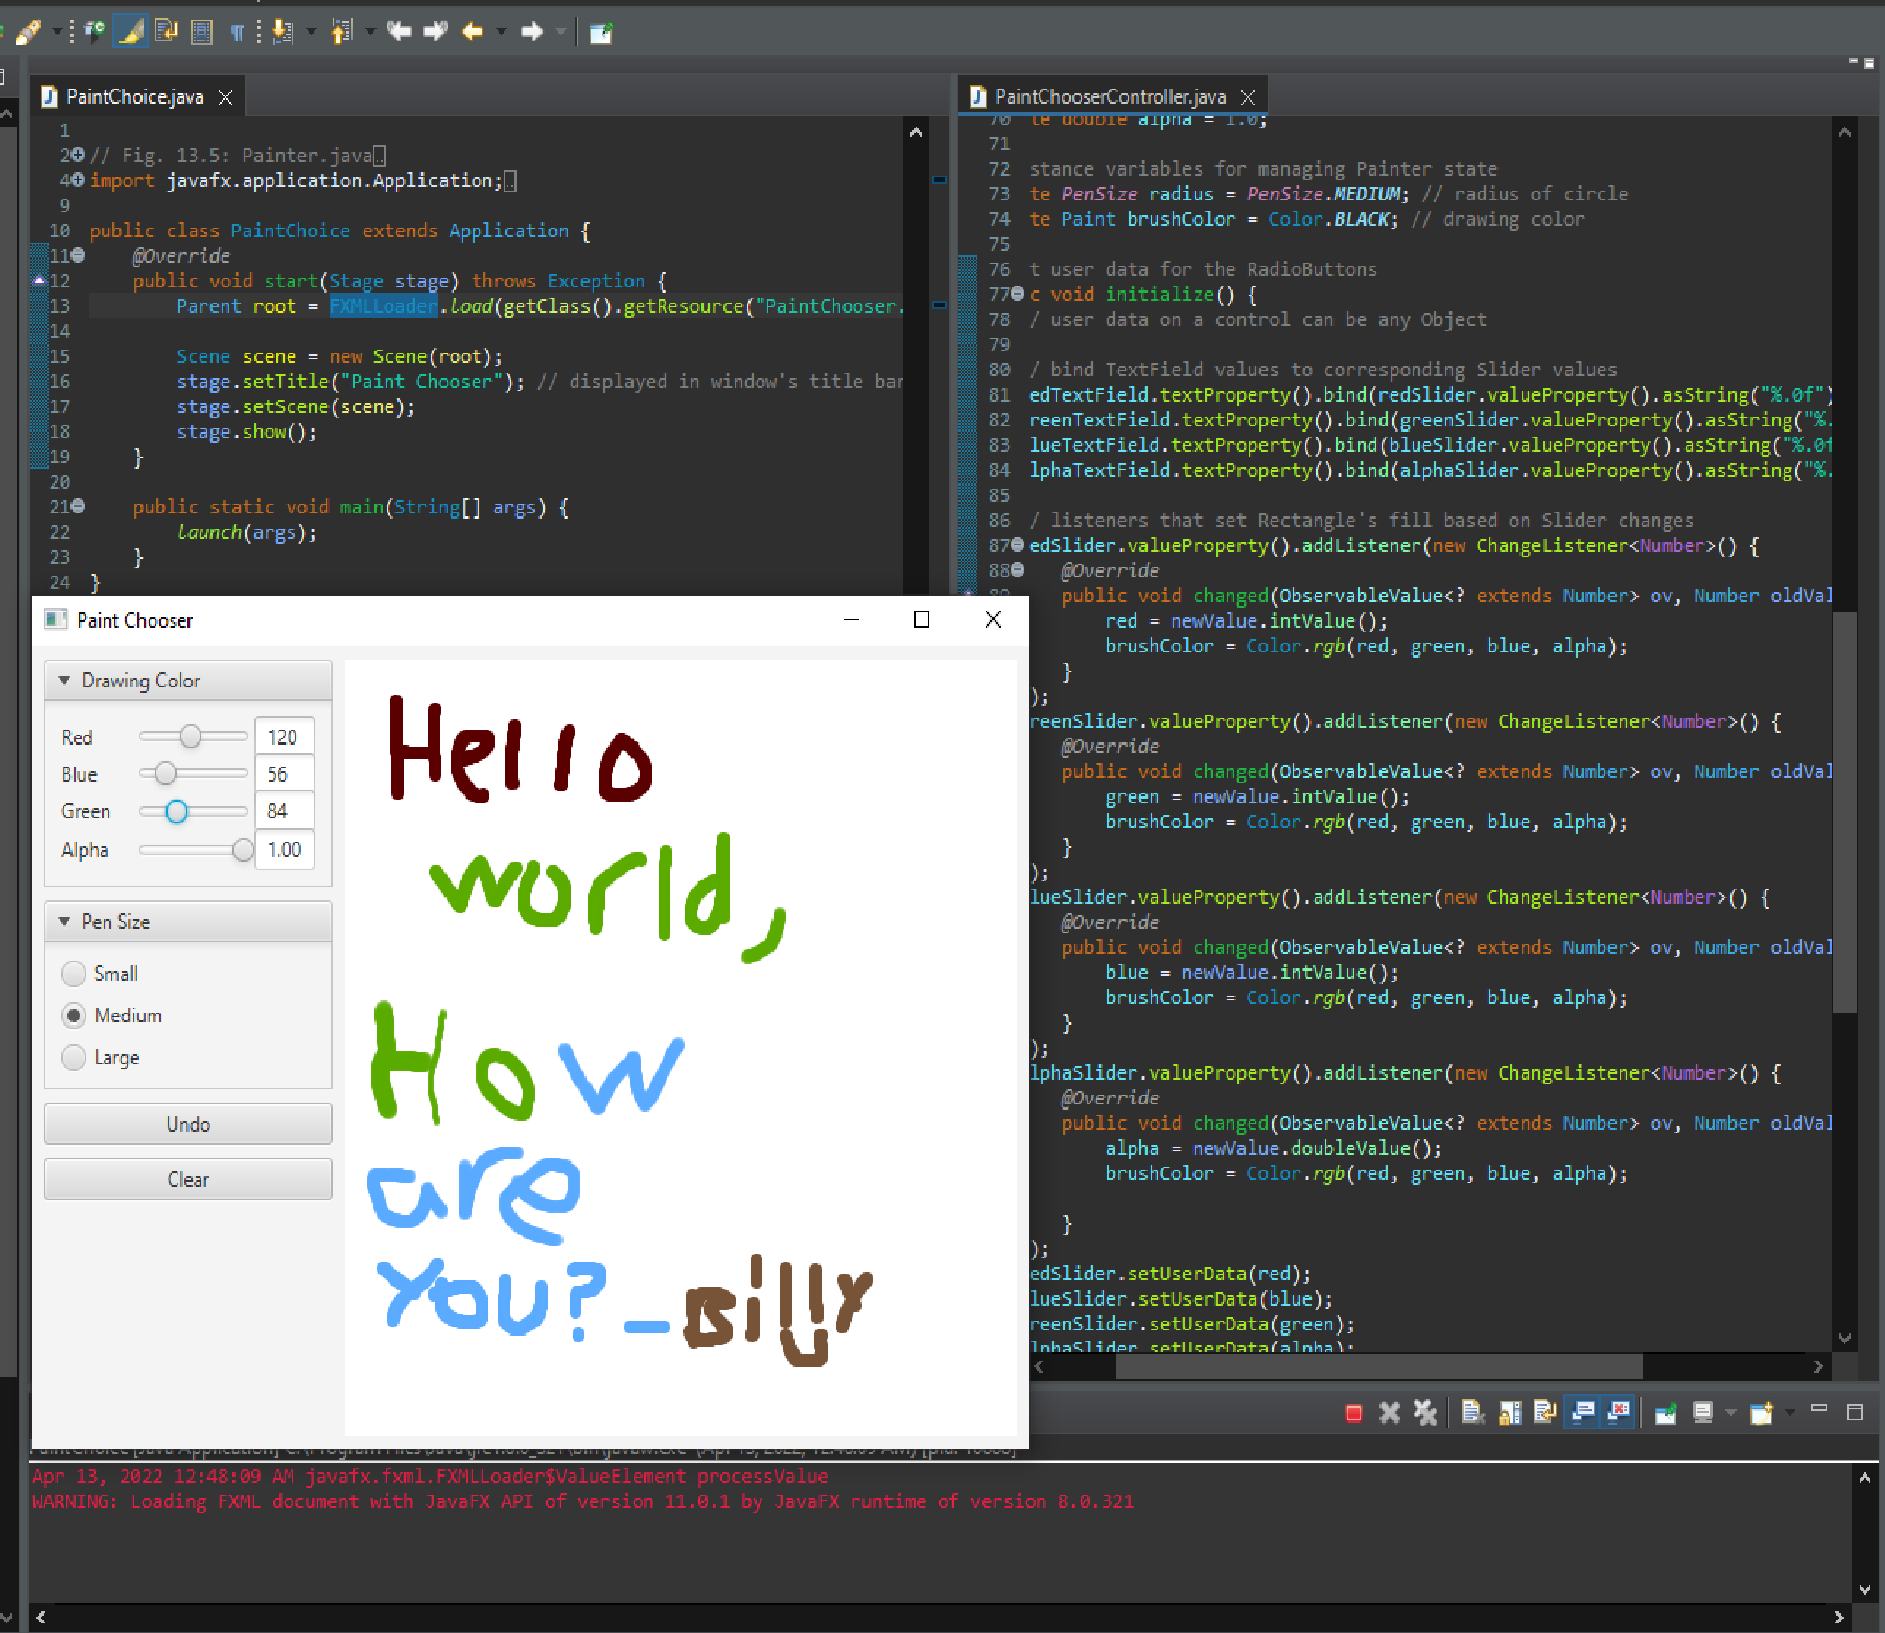 PaintChoice.java
1
2 // Fig. 13.5: Painter.java
4 import javafx.application.Application;
9
10 public class PaintChoice extends Application {
11 @Override
12 public void start(Stage stage) throws Exception {
13 Parent root = FXMLLoader.load(getClass().getResource("PaintChooser.
14
15 Scene scene = new Scene(root);
16 stage.setTitle("Paint Chooser"); // displayed in window's title bar
17 stage.setScene(scene);
18 stage.show();
19 }
20
21 public static void main(String[] args) {
22 launch(args);
23 }
24 }
PaintChooserController.java
70 te double alpha = 1.0;
71
72 stance variables for managing Painter state
73 te PenSize radius = PenSize.MEDIUM; // radius of circle
74 te Paint brushColor = Color.BLACK; // drawing color
75
76 t user data for the RadioButtons
77 c void initialize() {
78 / user data on a control can be any Object
79
80 / bind TextField values to corresponding Slider values
81 edTextField.textProperty().bind(redSlider.valueProperty().asString("%.0f")
82 reenTextField.textProperty().bind(greenSlider.valueProperty().asString("%.
83 lueTextField.textProperty().bind(blueSlider.valueProperty().asString("%.0f
84 lphaTextField.textProperty().bind(alphaSlider.valueProperty().asString("%.
85
86 / listeners that set Rectangle's fill based on Slider changes
87 edSlider.valueProperty().addListener(new ChangeListener<Number>() {
88 @Override
89 public void changed(ObservableValue<? extends Number> ov, Number oldVal
red = newValue.intValue();
brushColor = Color.rgb(red, green, blue, alpha);
}
);
reenSlider.valueProperty().addListener(new ChangeListener<Number>() {
@Override
public void changed(ObservableValue<? extends Number> ov, Number oldVal
green = newValue.intValue();
brushColor = Color.rgb(red, green, blue, alpha);
}
);
lueSlider.valueProperty().addListener(new ChangeListener<Number>() {
@Override
public void changed(ObservableValue<? extends Number> ov, Number oldVal
blue = newValue.intValue();
brushColor = Color.rgb(red, green, blue, alpha);
}
);
lphaSlider.valueProperty().addListener(new ChangeListener<Number>() {
@Override
public void changed(ObservableValue<? extends Number> ov, Number oldVal
alpha = newValue.doubleValue();
brushColor = Color.rgb(red, green, blue, alpha);
}
);
edSlider.setUserData(red);
lueSlider.setUserData(blue);
reenSlider.setUserData(green);
lphaSlider.setUserData(alpha);
Paint Chooser
Drawing Color
Red 120
Blue 56
Green 84
Alpha 1.00
Pen Size
Small
Medium
Large
Undo
Clear
Hello
world,
How
are
You? _Billy
Apr 13, 2022 12:48:09 AM javafx.fxml.FXMLLoader$ValueElement processValue
WARNING: Loading FXML document with JavaFX API of version 11.0.1 by JavaFX runtime of version 8.0.321